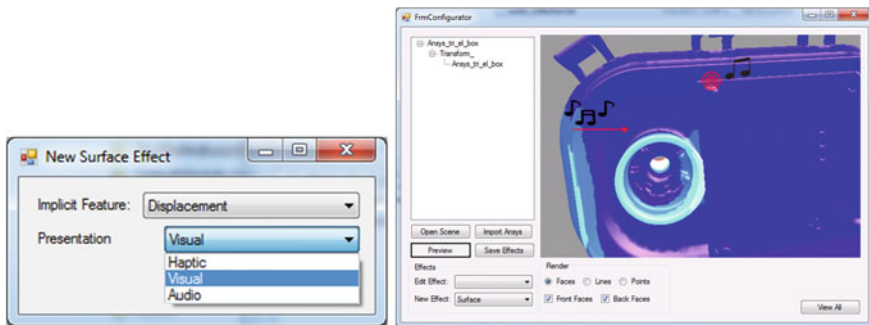 New Surface Effect
Implicit Feature: Displacement
Presentation Visual
Haptic
Visual
Audio
FrmConfigurator
Ansys_tri_el_box
Transform_
Ansys_tri_el_box
Open Scene Import Ansys
Preview Save Effects
Effects
Edit Effect:
New Effect: Surface
Render
Faces Lines Points
Front Faces Back Faces
View All